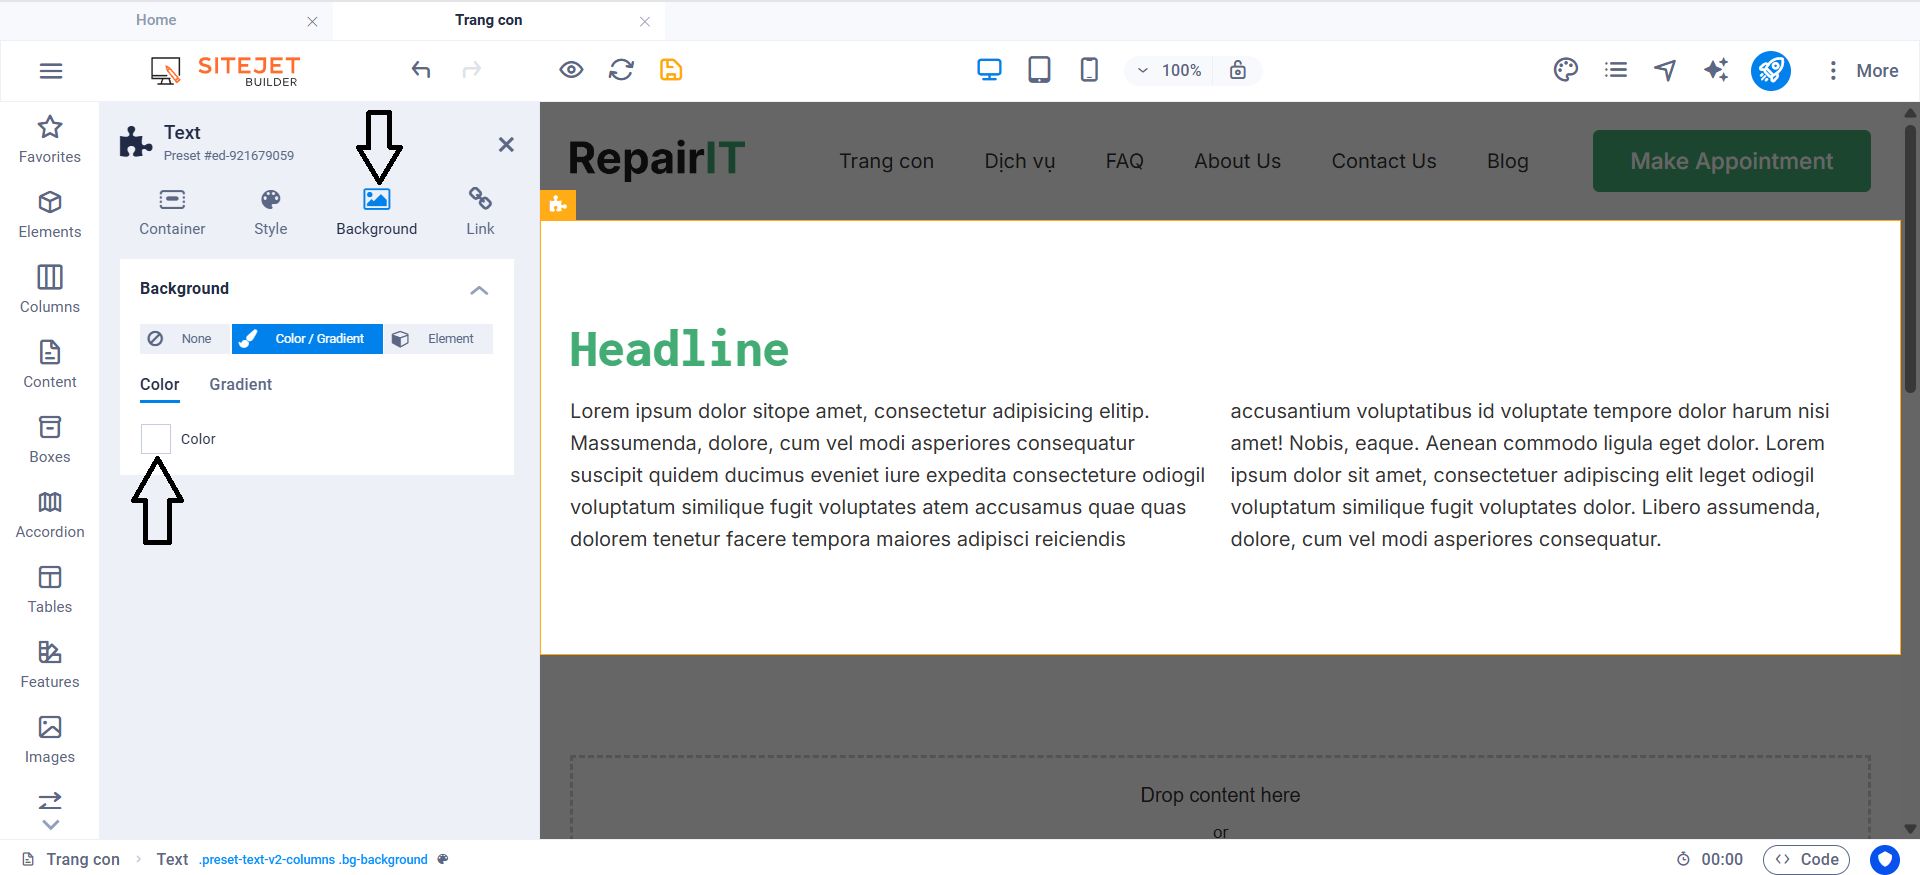 Home
Trang con
SITEJET
BUILDER
100%
More
Favorites
Elements
Columns
Content
Boxes
Accordion
Tables
Features
Images
Text
Preset #ed-921679059
Container
Style
Background
Link
Background
None
Color / Gradient
Element
Color
Gradient
Color
RepairIT
Trang con
Dịch vụ
FAQ
About Us
Contact Us
Blog
Make Appointment
Headline
Lorem ipsum dolor sitope amet, consectetur adipisicing elitip.
Massumenda, dolore, cum vel modi asperiores consequatur
suscipit quidem ducimus eveniet iure expedita consecteture odiogil
voluptatum similique fugit voluptates atem accusamus quae quas
dolorem tenetur facere tempora maiores adipisci reiciendis
accusantium voluptatibus id voluptate tempore dolor harum nisi
amet! Nobis, eaque. Aenean commodo ligula eget dolor. Lorem
ipsum dolor sit amet, consectetuer adipiscing elit leget odiogil
voluptatum similique fugit voluptates dolor. Libero assumenda,
dolore, cum vel modi asperiores consequatur.
Drop content here
or
Trang con
Text
.preset-text-v2-columns .bg-background
00:00
Code